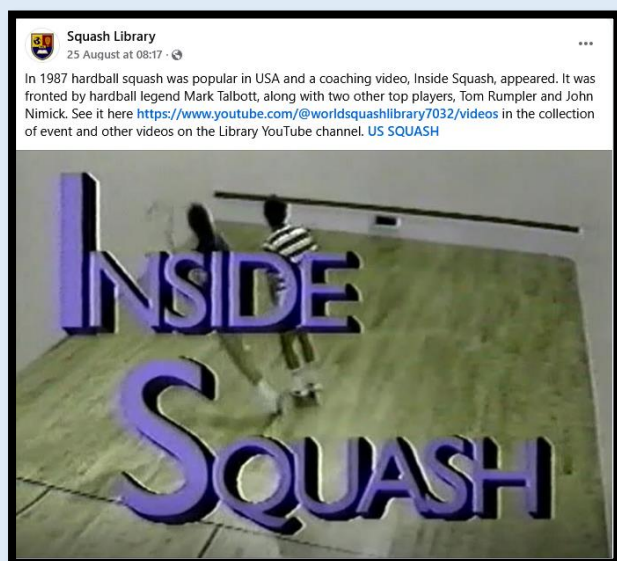 Squash Library
25 August at 08:17 ·
In 1987 hardball squash was popular in USA and a coaching video, Inside Squash, appeared. It was
fronted by hardball legend Mark Talbott, along with two other top players, Tom Rumpler and John
Nimick. See it here https://www.youtube.com/@worldsquashlibrary7032/videos in the collection
of event and other videos on the Library YouTube channel. US SQUASH
INSIDE
SQUASH